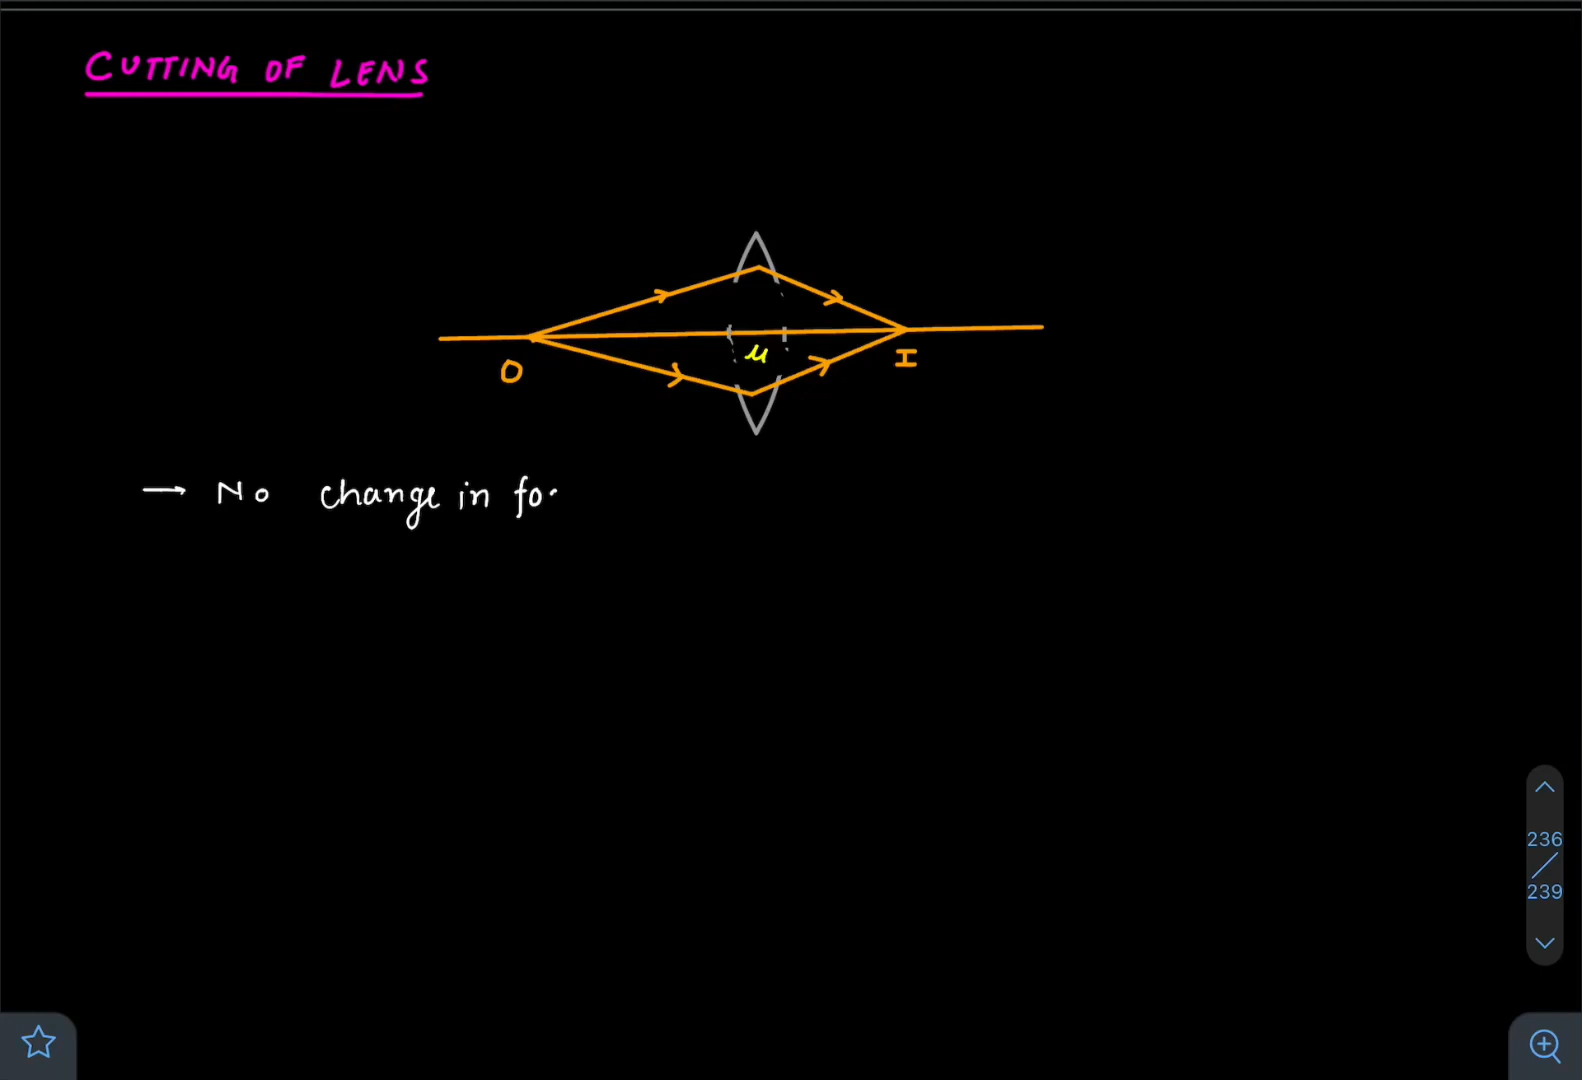 CUTTING OF LENS
μ
O
I
→ No change in fo
236
239